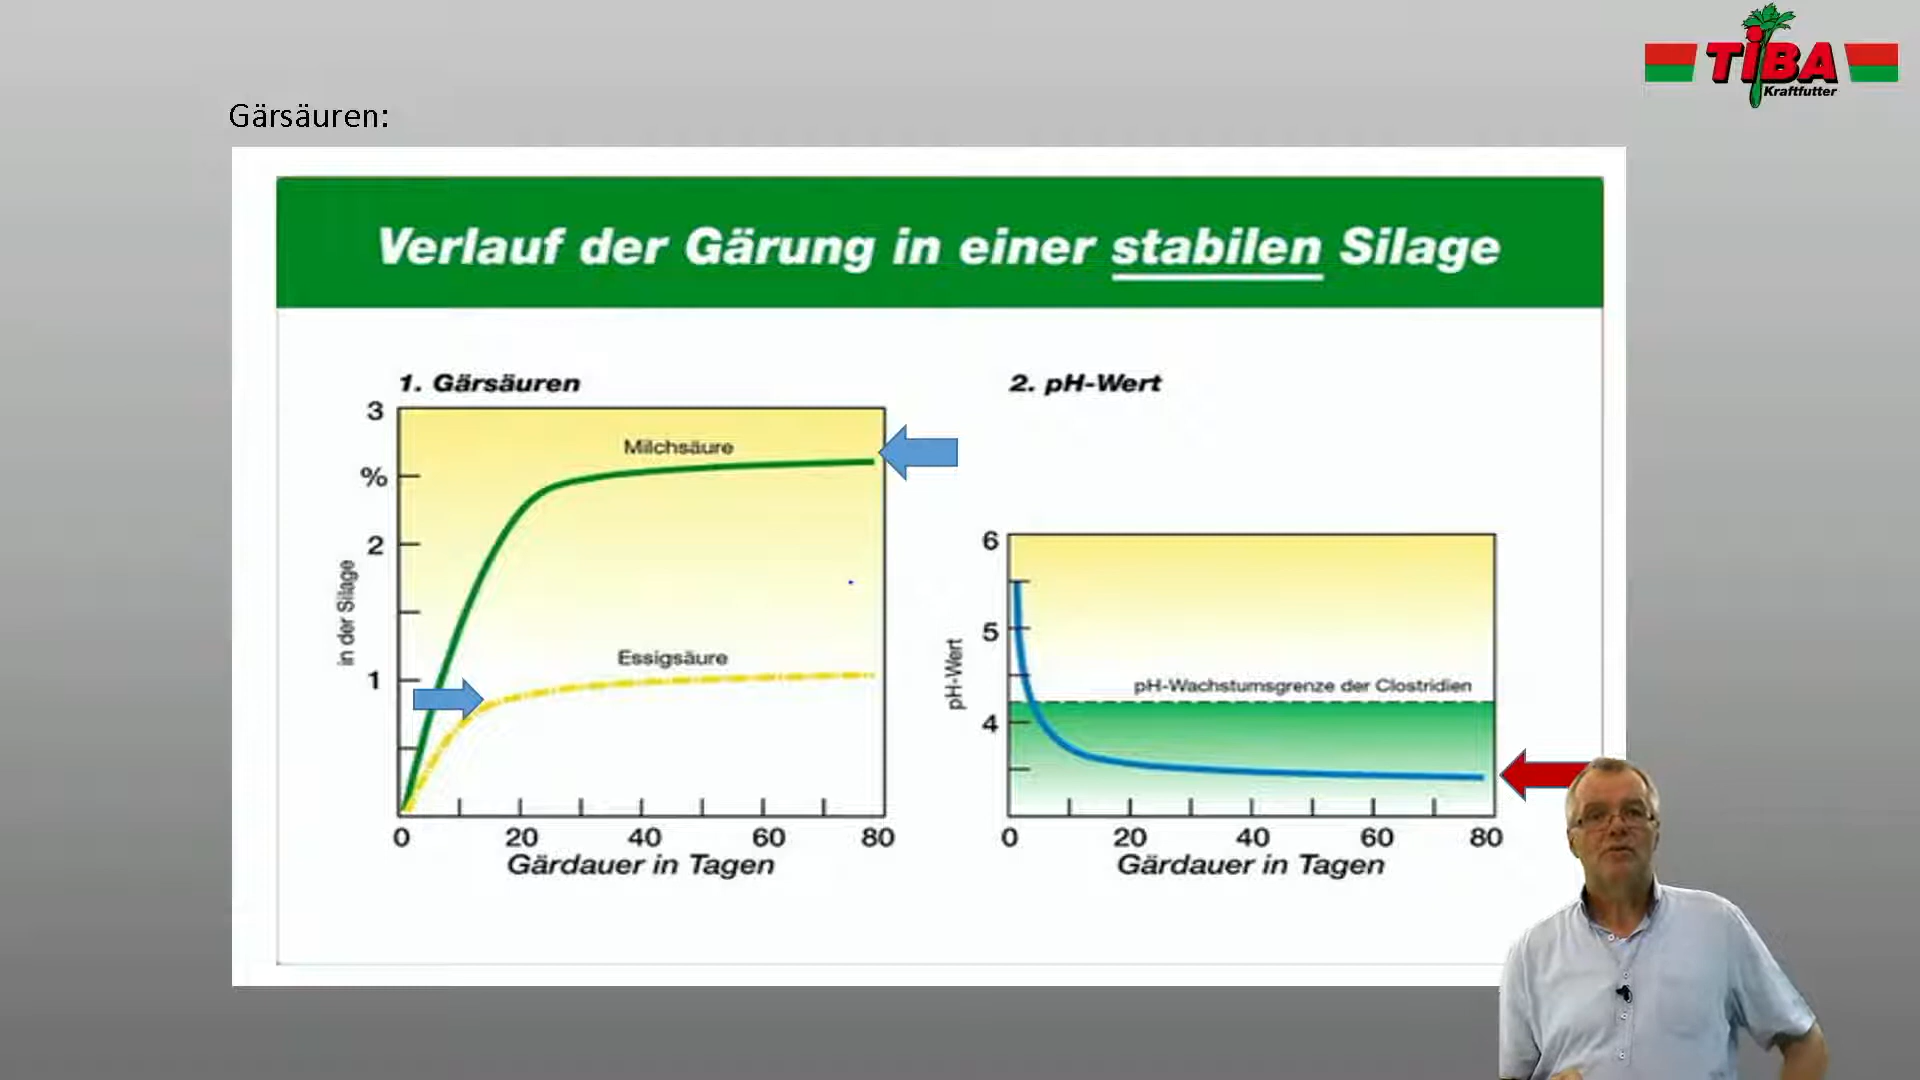 TiBA
Kraftfutter
Gärsäuren:
Verlauf der Gärung in einer stabilen Silage
1. Gärsäuren
3
%
2
1
in der Silage
Milchsäure
Essigsäure
0 20 40 60 80
Gärdauer in Tagen
2. pH-Wert
6
5
4
pH-Wert
pH-Wachstumsgrenze der Clostridien
0 20 40 60 80
Gärdauer in Tagen